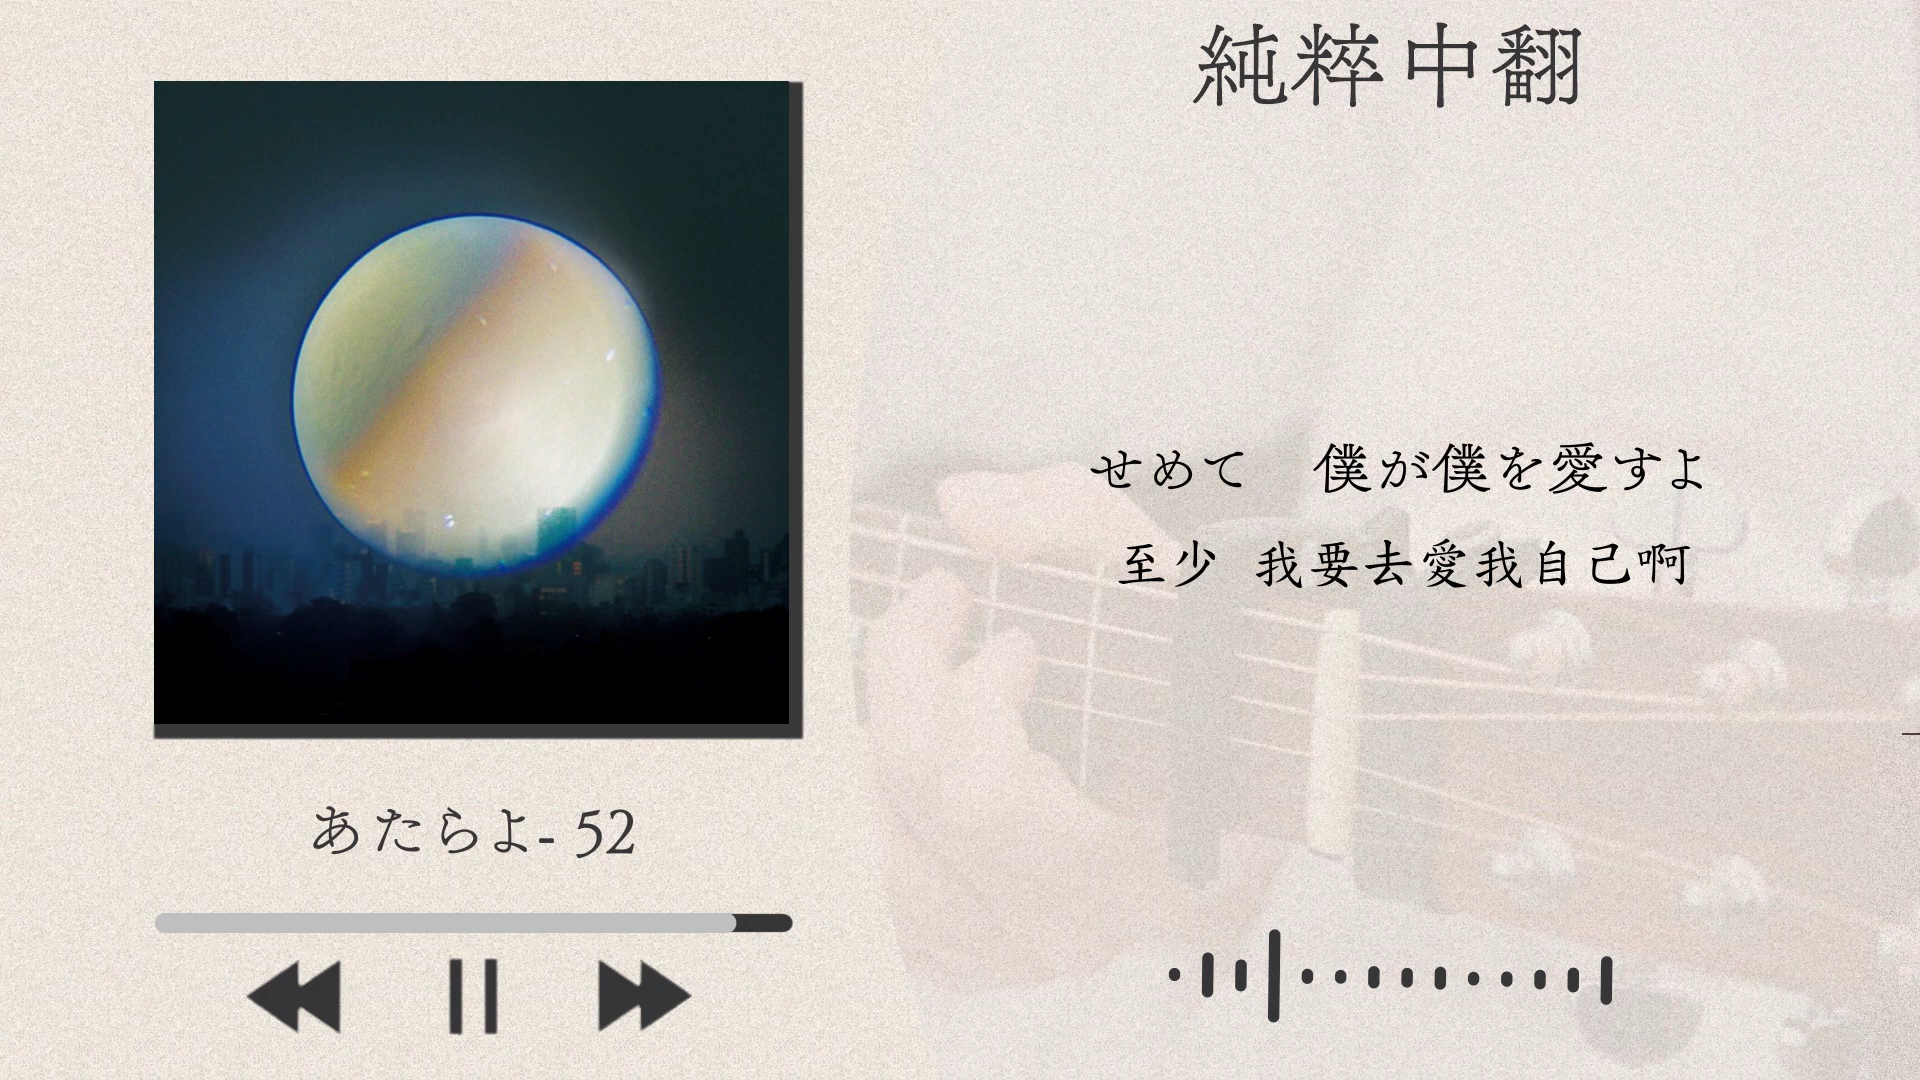 純粹中翻
せめて　僕が僕を愛すよ
至少 我要去愛我自己啊
あたらよ- 52